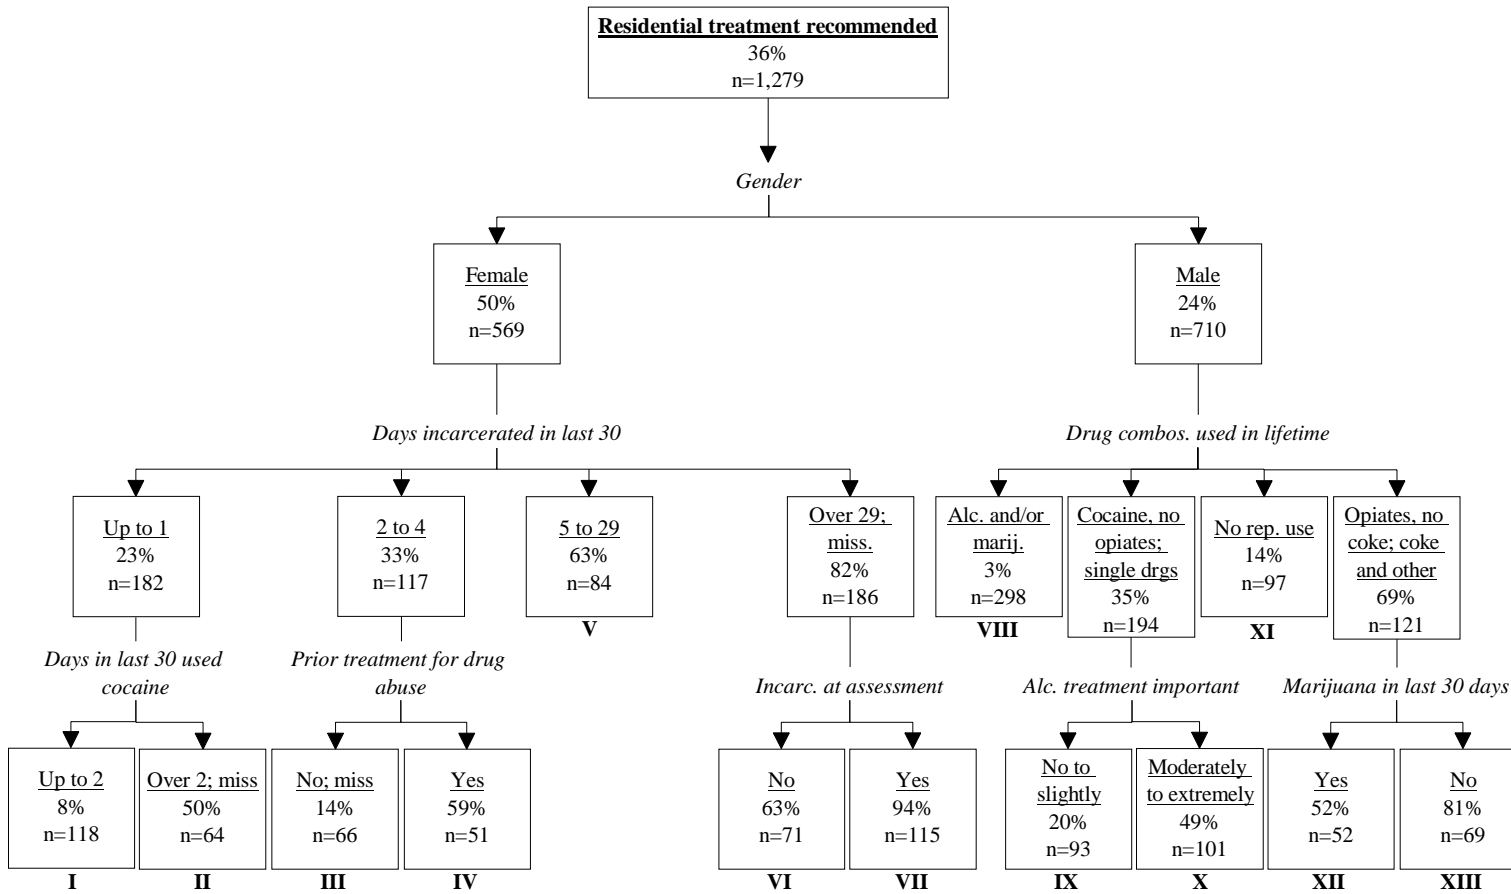 Residential treatment recommended
36%
n=1,279
Gender
Female
50%
n=569
Male
24%
n=710
Days incarcerated in last 30
Drug combos. used in lifetime
Up to 1
23%
n=182
2 to 4
33%
n=117
5 to 29
63%
n=84
V
Over 29;
miss.
82%
n=186
Alc. and/or
marij.
3%
n=298
VIII
Cocaine, no
opiates;
single drgs
35%
n=194
No rep. use
14%
n=97
XI
Opiates, no
coke; coke
and other
69%
n=121
Days in last 30 used
cocaine
Prior treatment for drug
abuse
Incarc. at assessment
Alc. treatment important
Marijuana in last 30 days
Up to 2
8%
n=118
I
Over 2; miss
50%
n=64
II
No; miss
14%
n=66
III
Yes
59%
n=51
IV
No
63%
n=71
VI
Yes
94%
n=115
VII
No to
slightly
20%
n=93
IX
Moderately
to extremely
49%
n=101
X
Yes
52%
n=52
XII
No
81%
n=69
XIII